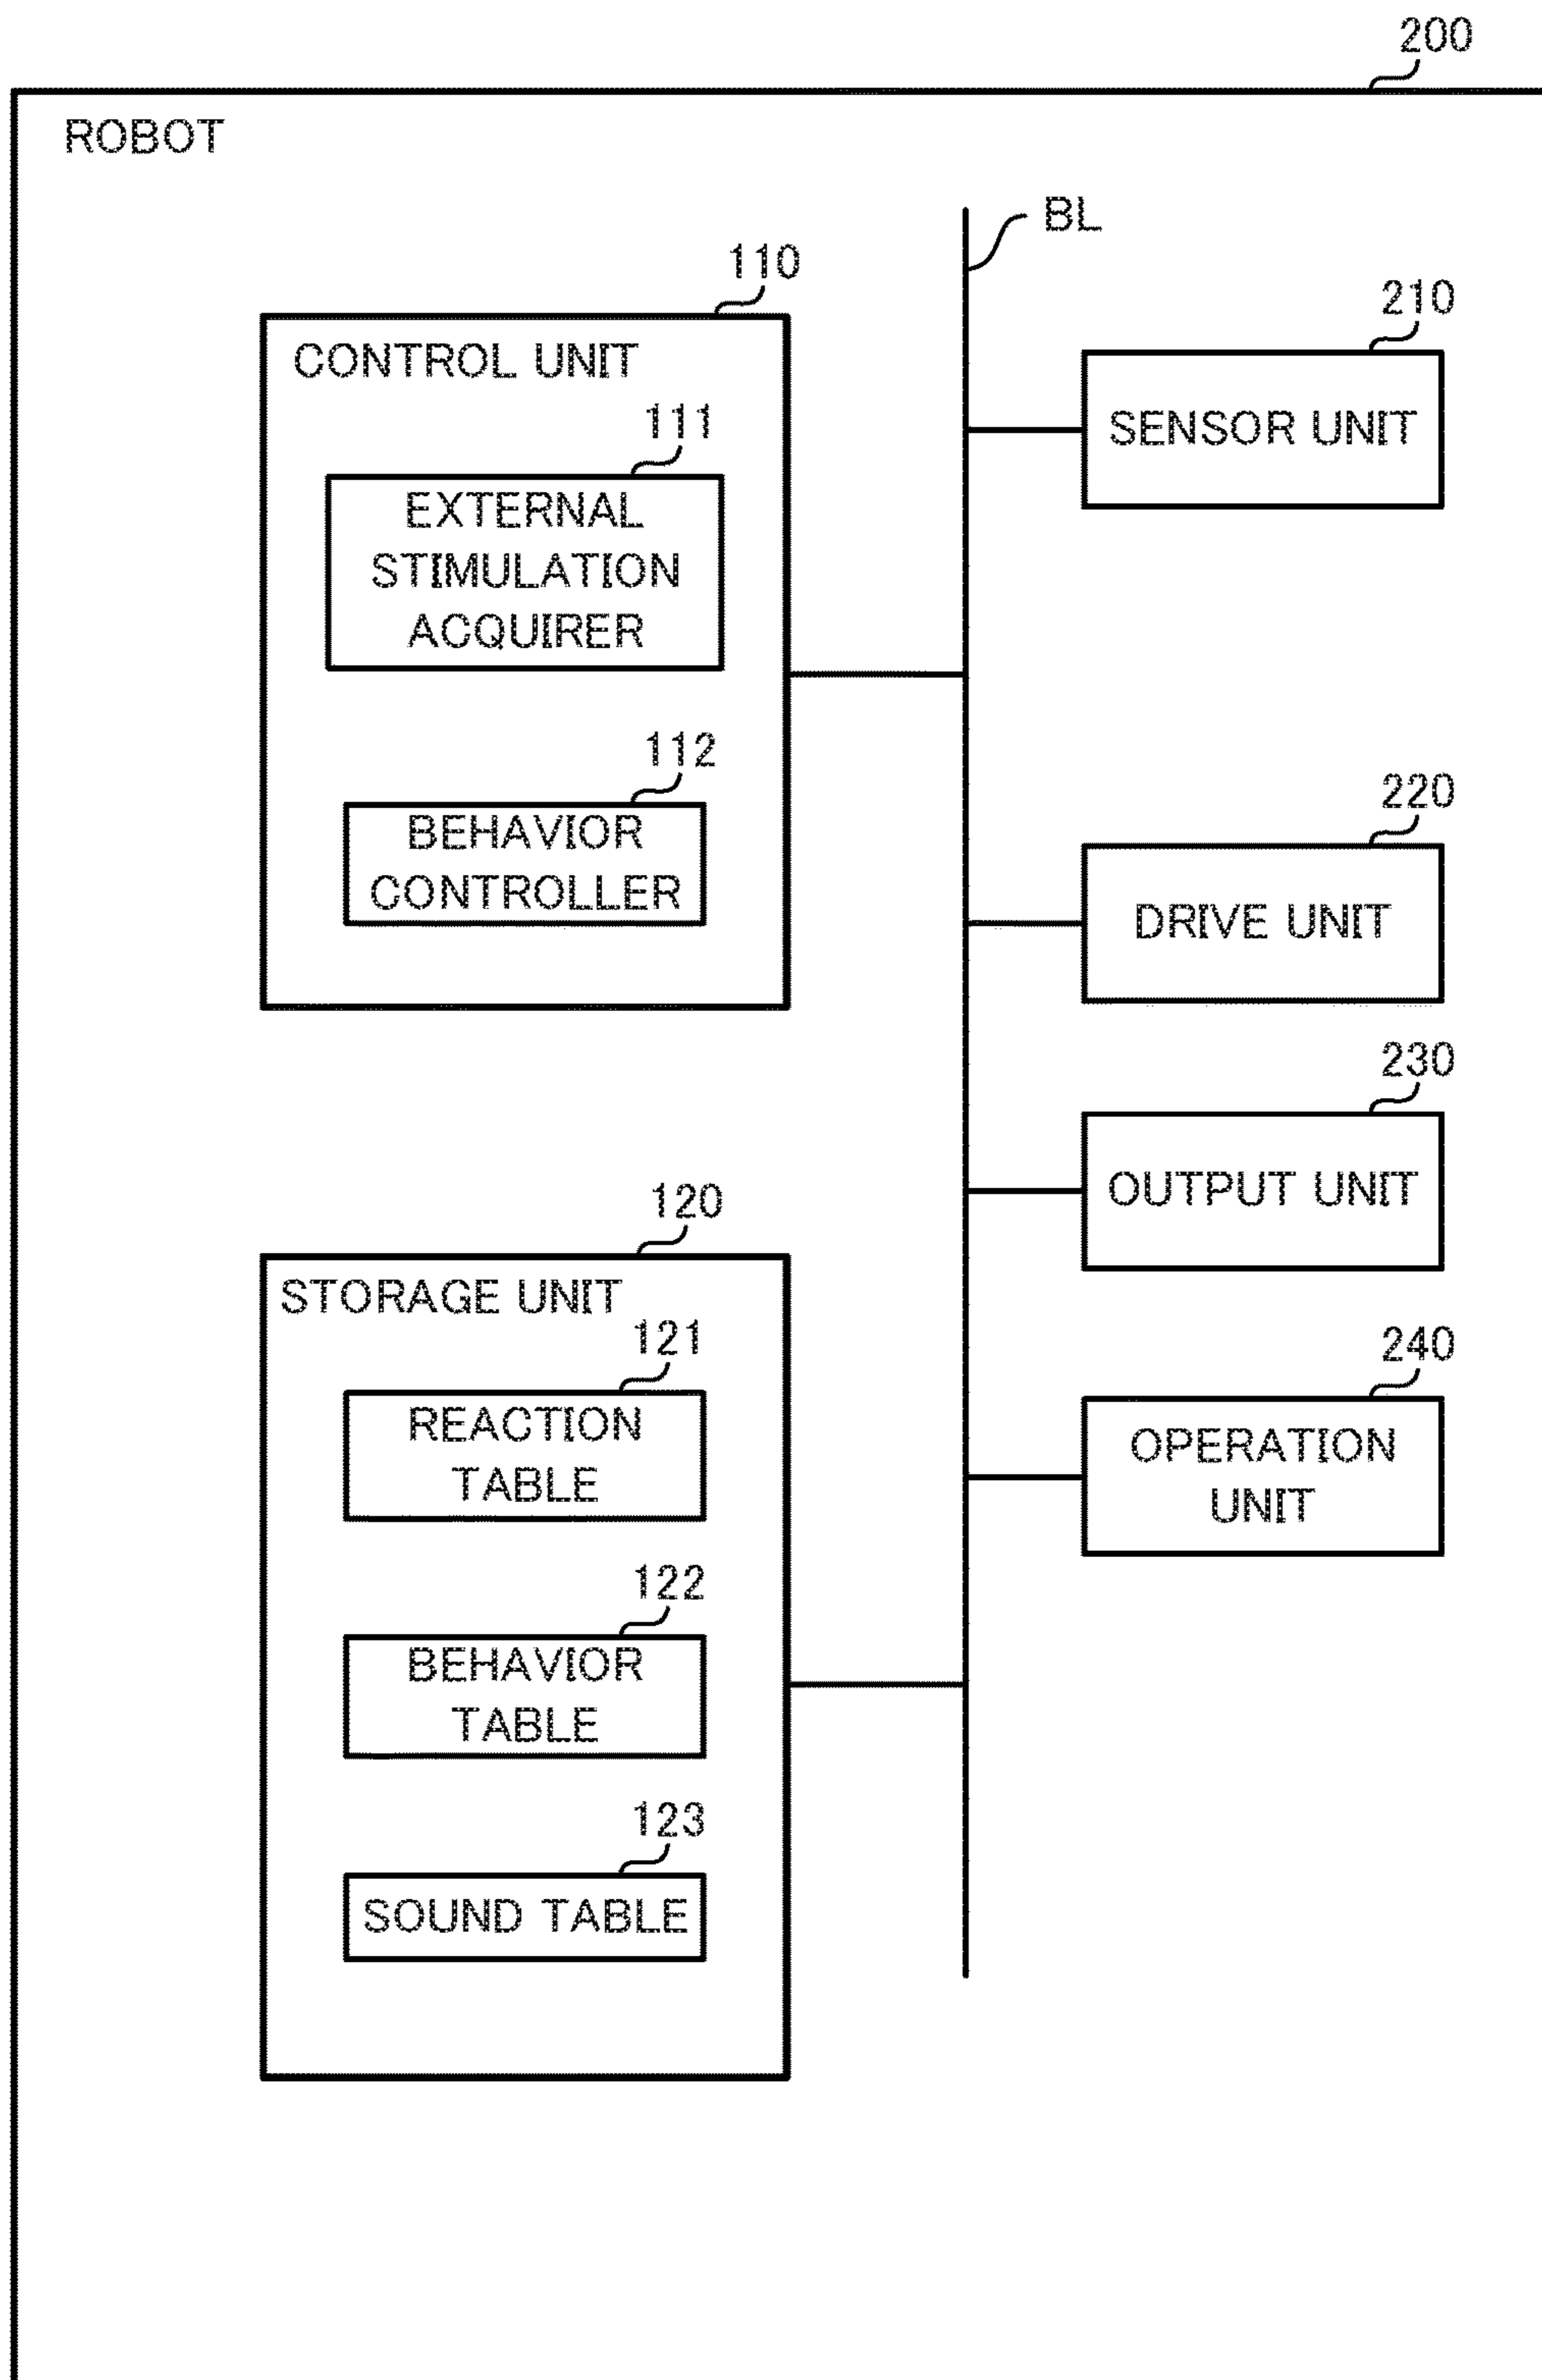 200
ROBOT
BL
110
CONTROL UNIT
111
EXTERNAL
STIMULATION
ACQUIRER
112
BEHAVIOR
CONTROLLER
120
STORAGE UNIT
121
REACTION
TABLE
122
BEHAVIOR
TABLE
123
SOUND TABLE
210
SENSOR UNIT
220
DRIVE UNIT
230
OUTPUT UNIT
240
OPERATION
UNIT